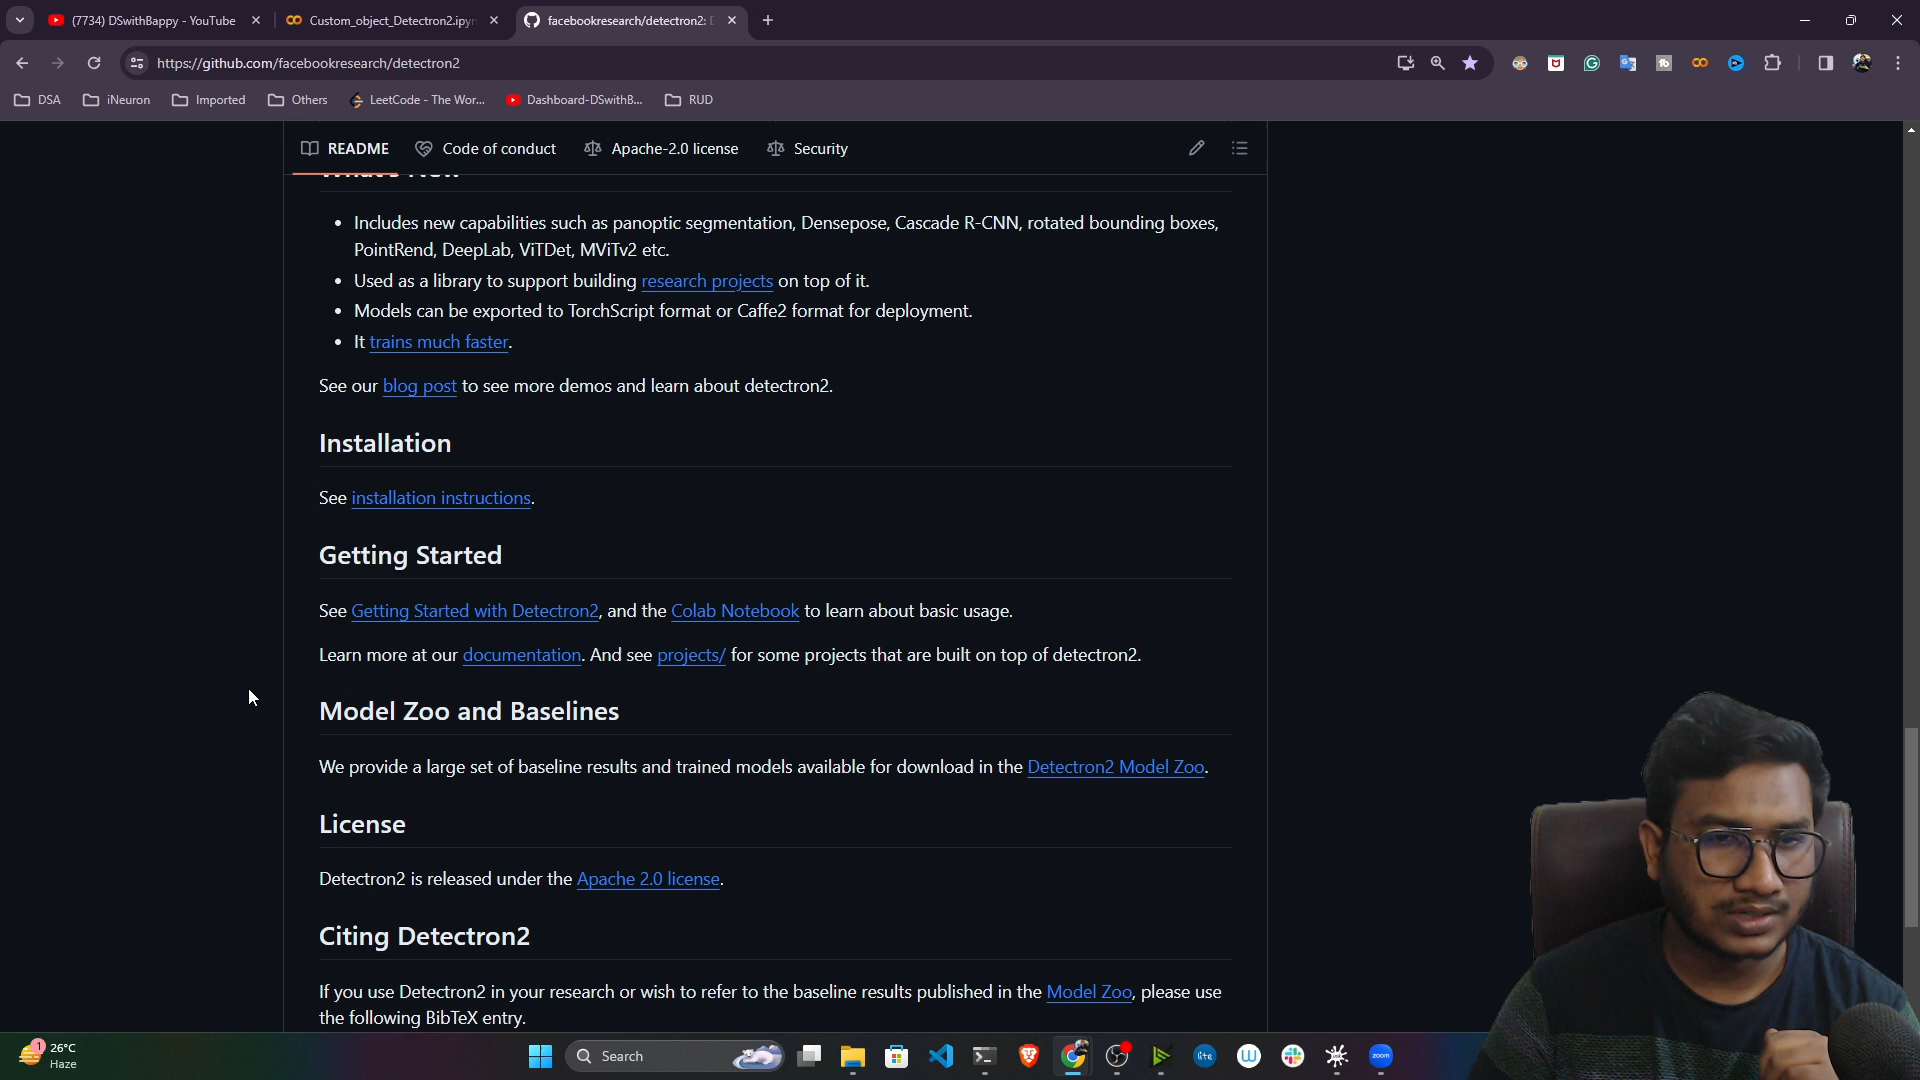 (7734) DSwithBappy - YouTube
Custom_object_Detectron2.ipyn
facebookresearch/detectron2: D
https://github.com/facebookresearch/detectron2
DSA
iNeuron
Imported
Others
LeetCode - The Wor...
Dashboard-DSwithB...
RUD
README
Code of conduct
Apache-2.0 license
Security
What's New
Includes new capabilities such as panoptic segmentation, Densepose, Cascade R-CNN, rotated bounding boxes,
PointRend, DeepLab, ViTDet, MViTv2 etc.
Used as a library to support building research projects on top of it.
Models can be exported to TorchScript format or Caffe2 format for deployment.
It trains much faster.
See our blog post to see more demos and learn about detectron2.
Installation
See installation instructions.
Getting Started
See Getting Started with Detectron2, and the Colab Notebook to learn about basic usage.
Learn more at our documentation. And see projects/ for some projects that are built on top of detectron2.
Model Zoo and Baselines
We provide a large set of baseline results and trained models available for download in the Detectron2 Model Zoo.
License
Detectron2 is released under the Apache 2.0 license.
Citing Detectron2
If you use Detectron2 in your research or wish to refer to the baseline results published in the Model Zoo, please use
the following BibTeX entry.
1
26°C
Haze
Search
lite
zoom